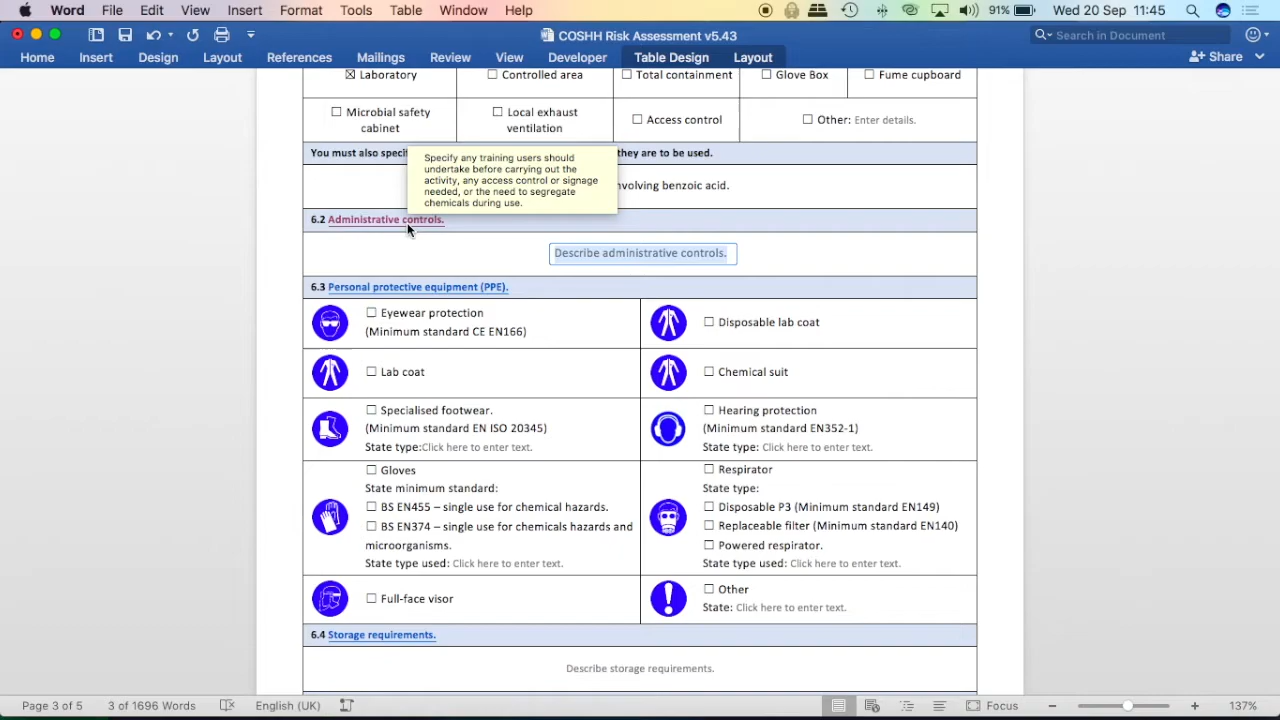 Word File Edit View Insert Format Tools Table Window Help 91% Wed 20 Sep 11:45
COSHH Risk Assessment v5.43 Search in Document
Home Insert Design Layout References Mailings Review View Developer Table Design Layout Share
☒ Laboratory ☐ Controlled area ☐ Total containment ☐ Glove Box ☐ Fume cupboard
☐ Microbial safety cabinet ☐ Local exhaust ventilation ☐ Access control ☐ Other: Enter details.
You must also speci they are to be used.
Specify any training users should
undertake before carrying out the
activity, any access control or signage
needed, or the need to segregate
chemicals during use.
nvolving benzoic acid.
6.2 Administrative controls.
Describe administrative controls.
6.3 Personal protective equipment (PPE).
☐ Eyewear protection
(Minimum standard CE EN166)
☐ Disposable lab coat
☐ Lab coat
☐ Chemical suit
☐ Specialised footwear.
(Minimum standard EN ISO 20345)
State type:Click here to enter text.
☐ Hearing protection
(Minimum standard EN352-1)
State type: Click here to enter text.
☐ Gloves
State minimum standard:
☐ BS EN455 – single use for chemical hazards.
☐ BS EN374 – single use for chemicals hazards and
microorganisms.
State type used: Click here to enter text.
☐ Respirator
State type:
☐ Disposable P3 (Minimum standard EN149)
☐ Replaceable filter (Minimum standard EN140)
☐ Powered respirator.
State type used: Click here to enter text.
☐ Full-face visor
☐ Other
State: Click here to enter text.
6.4 Storage requirements.
Describe storage requirements.
Page 3 of 5 3 of 1696 Words English (UK) Focus 137%